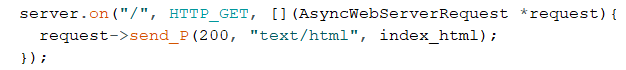 server.on("/", HTTP_GET, [](AsyncWebServerRequest *request){
  request->send_P(200, "text/html", index_html);
});